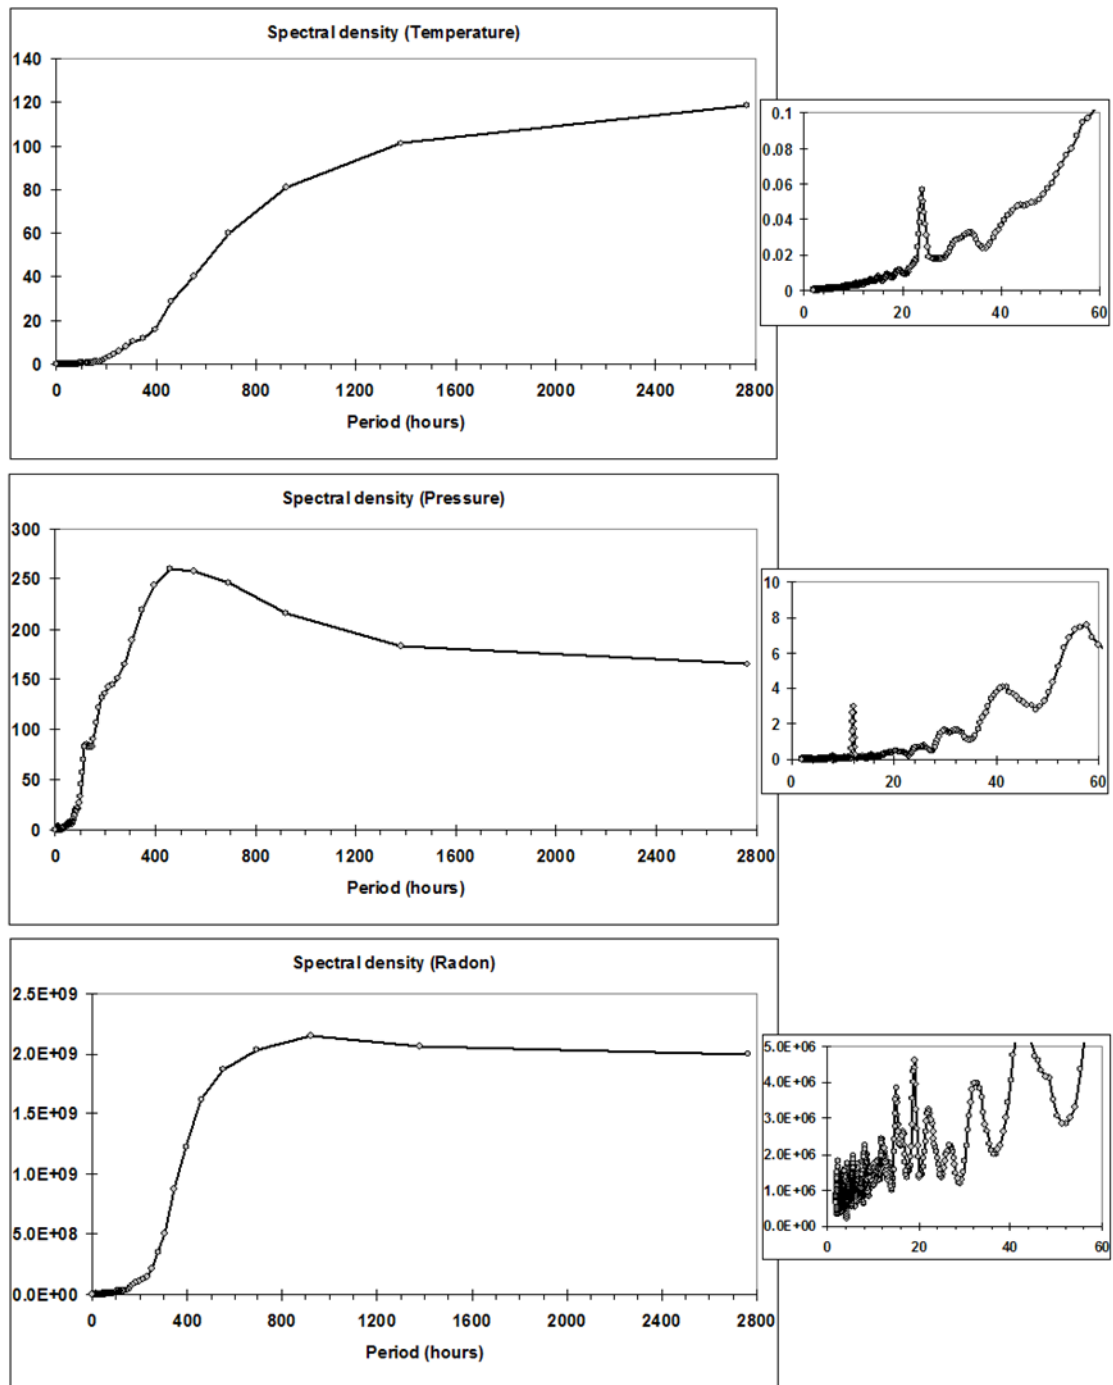 Spectral density (Temperature)
140
120
100
80
60
40
20
0
0 400 800 1200 1600 2000 2400 2800
Period (hours)
0.1
0.08
0.06
0.04
0.02
0
0 20 40 60
Spectral density (Pressure)
300
250
200
150
100
50
0
0 400 800 1200 1600 2000 2400 2800
Period (hours)
10
8
6
4
2
0
0 20 40 60
Spectral density (Radon)
2.5E+09
2.0E+09
1.5E+09
1.0E+09
5.0E+08
0.0E+00
0 400 800 1200 1600 2000 2400 2800
Period (hours)
5.0E+06
4.0E+06
3.0E+06
2.0E+06
1.0E+06
0.0E+00
0 20 40 60